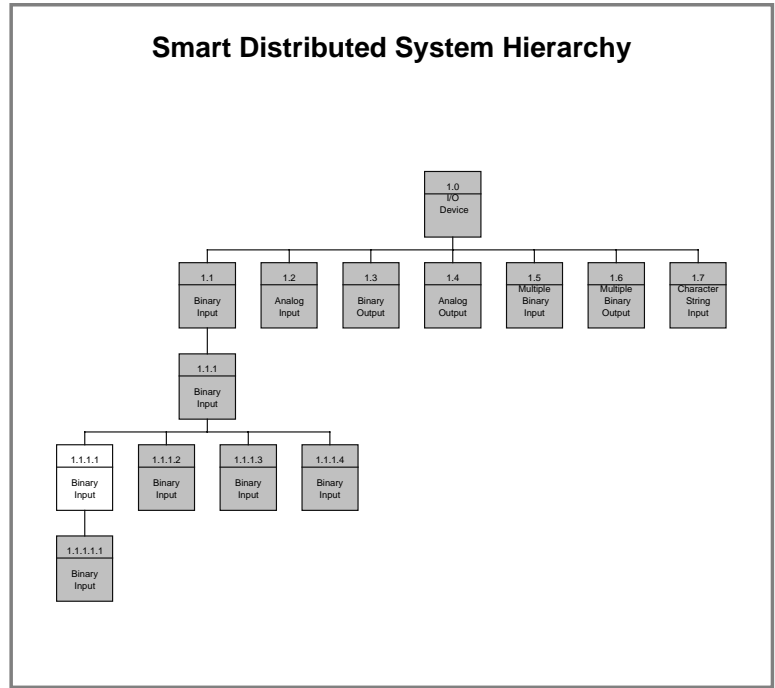 Smart Distributed System Hierarchy
1.0
I/O
Device
1.1
Binary
Input
1.2
Analog
Input
1.3
Binary
Output
1.4
Analog
Output
1.5
Multiple
Binary
Input
1.6
Multiple
Binary
Output
1.7
Character
String
Input
1.1.1
Binary
Input
1.1.1.1
Binary
Input
1.1.1.2
Binary
Input
1.1.1.3
Binary
Input
1.1.1.4
Binary
Input
1.1.1.1.1
Binary
Input